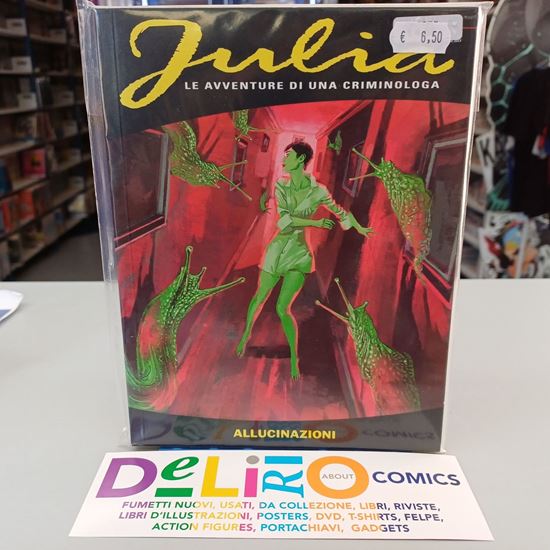 Julia
€ 6,50
LE AVVENTURE DI UNA CRIMINOLOGA
ALLUCINAZIONI
COMICS
DeLiRiO ABOUT COMICS
FUMETTI NUOVI, USATI, DA COLLEZIONE, LIBRI, RIVISTE,
LIBRI D'ILLUSTRAZIONI, POSTERS, DVD, T-SHIRTS, FELPE,
ACTION FIGURES, PORTACHIAVI, GADGETS